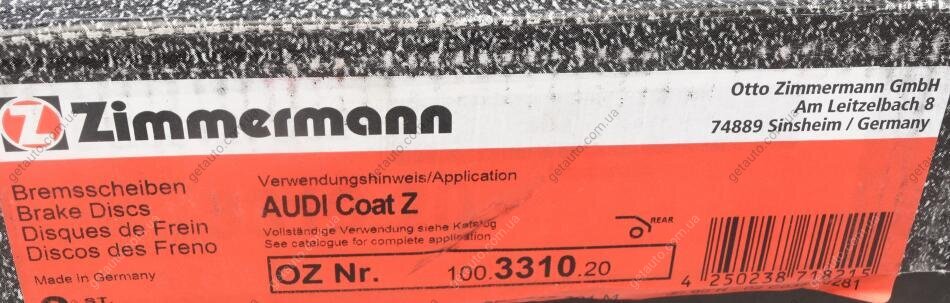 Zimmermann
Otto Zimmermann GmbH
Am Leitzelbach 8
74889 Sinsheim / Germany
Bremsscheiben
Brake Discs
Disques de Frein
Discos des Freno
Made in Germany
Verwendungshinweis/Application
AUDI Coat Z
Vollständige Verwendung siehe Katalog
See catalogue for complete application
REAR
OZ Nr. 100.3310.20
4 250238 718215
ST.
getauto.com.ua